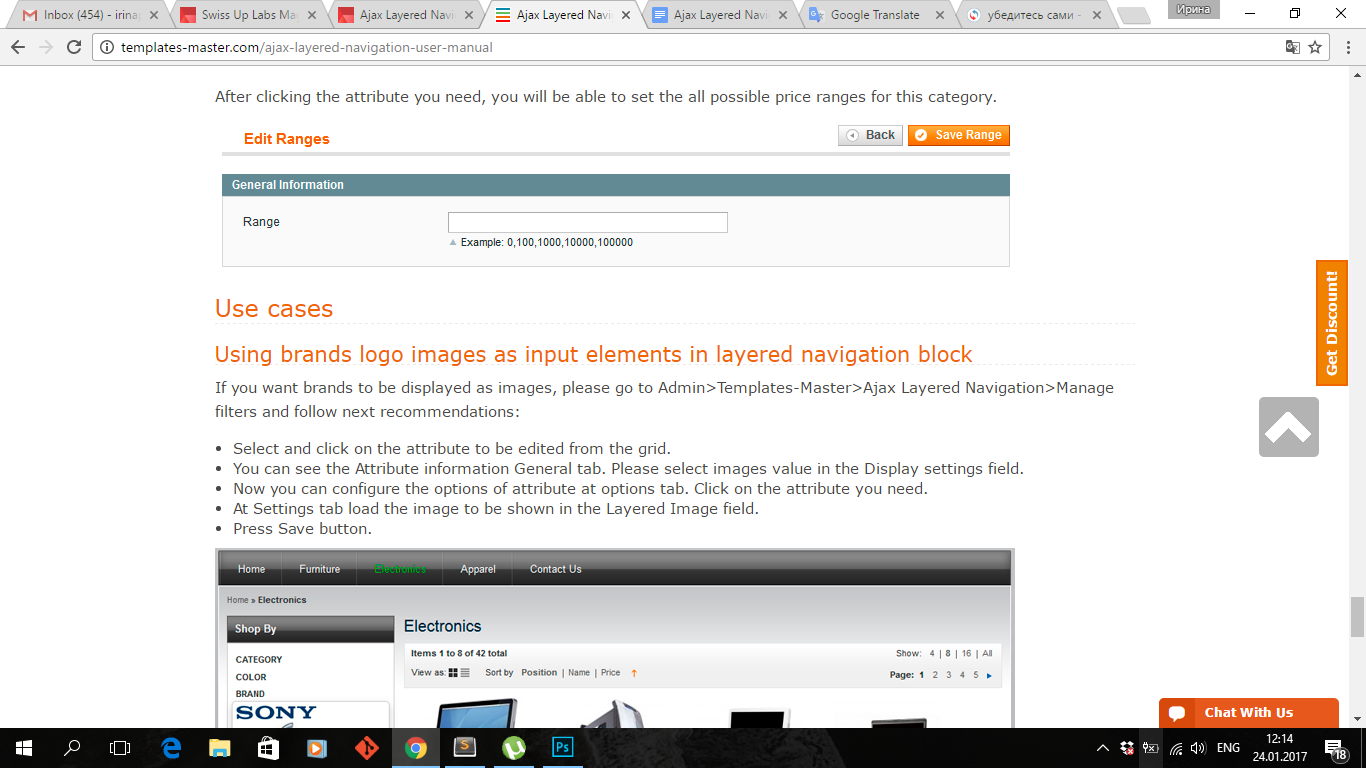 Inbox (454) - irina
Swiss Up Labs Ma
Ajax Layered Navi
Ajax Layered Navi
Ajax Layered Navi
Google Translate
убедитесь сами -
Ирина
templates-master.com/ajax-layered-navigation-user-manual
After clicking the attribute you need, you will be able to set the all possible price ranges for this category.
Edit Ranges
Back
Save Range
General Information
Range
Example: 0,100,1000,10000,100000
Get Discount!
Use cases
Using brands logo images as input elements in layered navigation block
If you want brands to be displayed as images, please go to Admin>Templates-Master>Ajax Layered Navigation>Manage
filters and follow next recommendations:
• Select and click on the attribute to be edited from the grid.
• You can see the Attribute information General tab. Please select images value in the Display settings field.
• Now you can configure the options of attribute at options tab. Click on the attribute you need.
• At Settings tab load the image to be shown in the Layered Image field.
• Press Save button.
Home Furniture Electronics Apparel Contact Us
Home » Electronics
Shop By
Electronics
Items 1 to 8 of 42 total
Show: 4 | 8 | 16 | All
CATEGORY
View as: Sort by Position | Name | Price
Page: 1 2 3 4 5
COLOR
BRAND
SONY
Chat With Us
Ps
ENG
12:14
24.01.2017
18